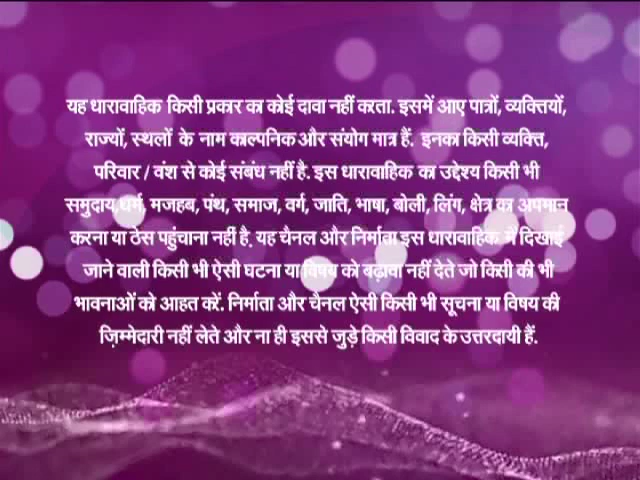 यह धारावाहिक किसी प्रकार का कोई दावा नहीं करता. इसमें आए पात्रों, व्यक्तियों,
राज्यों, स्थलों के नाम काल्पनिक और संयोग मात्र हैं. इनका किसी व्यक्ति,
परिवार / वंश से कोई संबंध नहीं है. इस धारावाहिक का उद्देश्य किसी भी
समुदाय,धर्म, मजहब, पंथ, समाज, वर्ग, जाति, भाषा, बोली, लिंग, क्षेत्र का अपमान
करना या ठेस पहुंचाना नहीं है, यह चैनल और निर्माता इस धारावाहिक में दिखाई
जाने वाली किसी भी ऐसी घटना या विषय को बढ़ावा नहीं देते जो किसी की भी
भावनाओं को आहत करें. निर्माता और चैनल ऐसी किसी भी सूचना या विषय की
ज़िम्मेदारी नहीं लेते और ना ही इससे जुड़े किसी विवाद के उत्तरदायी हैं.